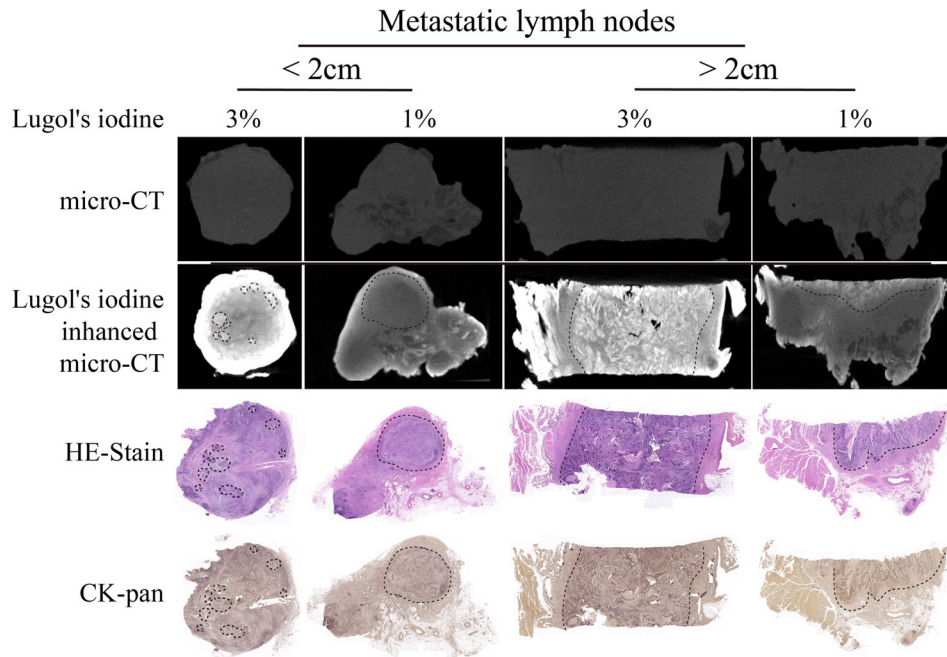 Metastatic lymph nodes
< 2cm > 2cm
Lugol's iodine 3% 1% 3% 1%
micro-CT
Lugol's iodine
inhanced
micro-CT
HE-Stain
CK-pan